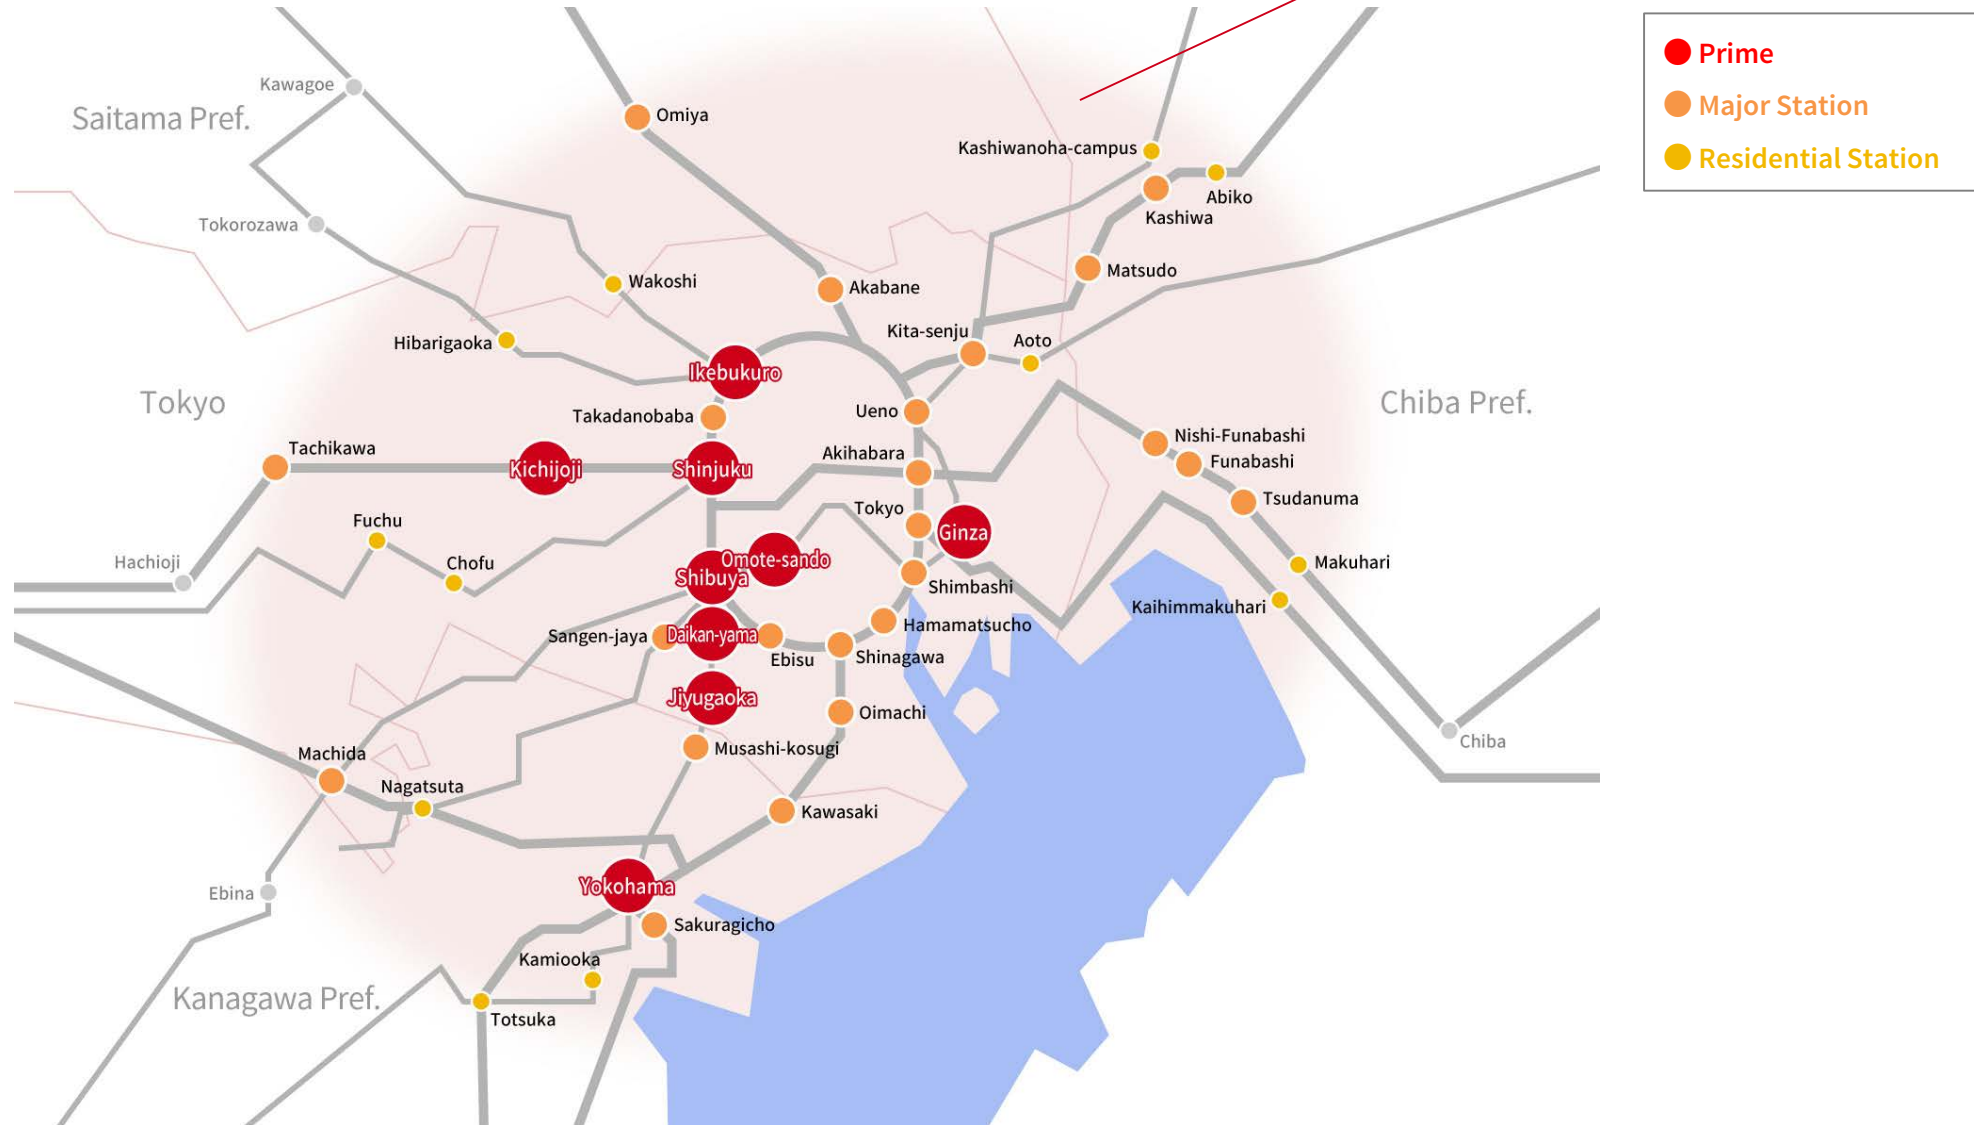 Prime
Major Station
Residential Station
Kawagoe
Saitama Pref.
Omiya
Kashiwanoha-campus
Abiko
Kashiwa
Tokorozawa
Matsudo
Wakoshi
Akabane
Kita-senju
Aoto
Hibarigaoka
Ikebukuro
Tokyo
Chiba Pref.
Takadanobaba
Ueno
Tachikawa
Kichijoji
Shinjuku
Akihabara
Nishi-Funabashi
Funabashi
Tsudanuma
Tokyo
Fuchu
Ginza
Hachioji
Chofu
Omote-sando
Shibuya
Shimbashi
Makuhari
Kaihimmakuhari
Sangen-jaya
Daikan-yama
Ebisu
Hamamatsucho
Shinagawa
Jiyugaoka
Oimachi
Chiba
Musashi-kosugi
Machida
Nagatsuta
Kawasaki
Ebina
Yokohama
Sakuragicho
Kamiooka
Kanagawa Pref.
Totsuka